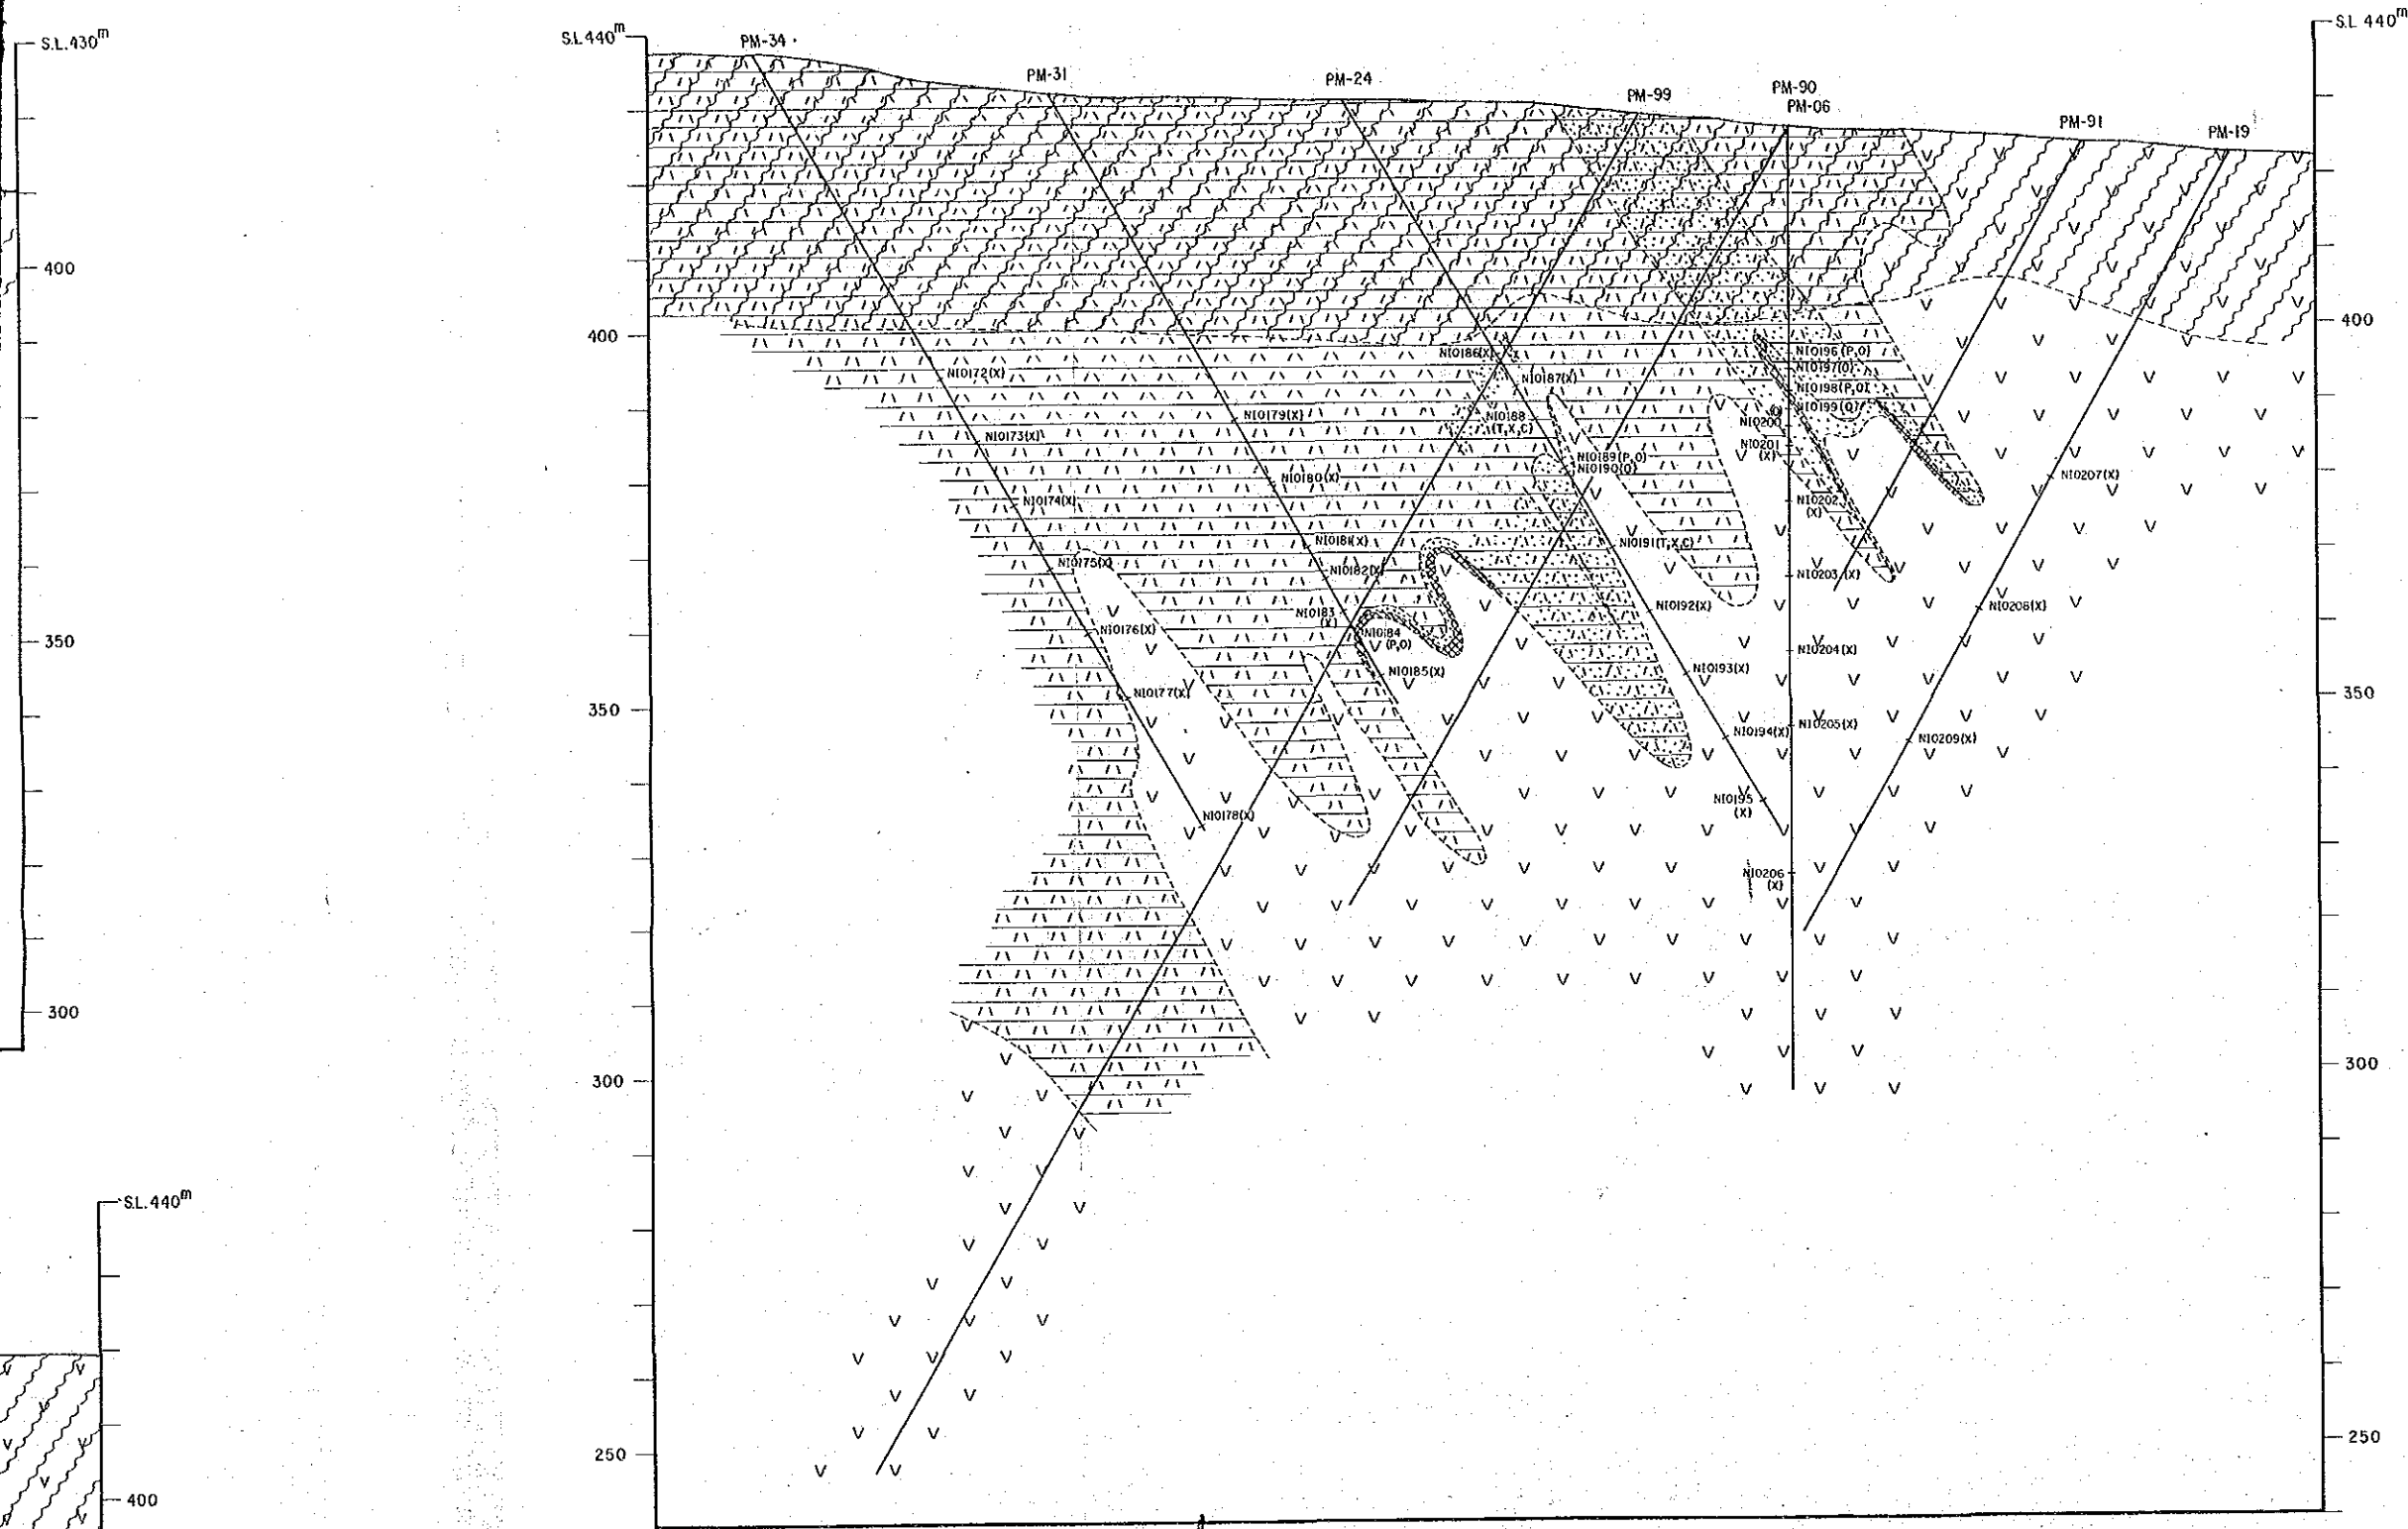 S.L.430m
400
350
300
S.L.440m
400
S.L.440m
400
350
300
250
S.L.440m
400
350
300
250
PM-34
PM-31
PM-24
PM-99
PM-90
PM-06
PM-91
PM-19
NI0172(X)
NI0173(X)
NI0174(X)
NI0175(X)
NI0176(X)
NI0177(X)
NI0178(X)
NI0179(X)
NI0180(X)
NI0181(X)
NI0182(X)
NI0183
(X)
NI0184
(P,O)
NI0185(X)
NI0186(X)
NI0187(X)
NI0188
(T,X,C)
NI0189(P,O)
NI0190(O)
NI0191(T,X,C)
NI0192(X)
NI0193(X)
NI0194(X)
NI0195
(X)
NI0196(P,O)
NI0197(O)
NI0198(P,O)
NI0199(O)
NI0200
NI0201
(X)
NI0202
(X)
NI0203(X)
NI0204(X)
NI0205(X)
NI0206
(X)
NI0207(X)
NI0208(X)
NI0209(X)